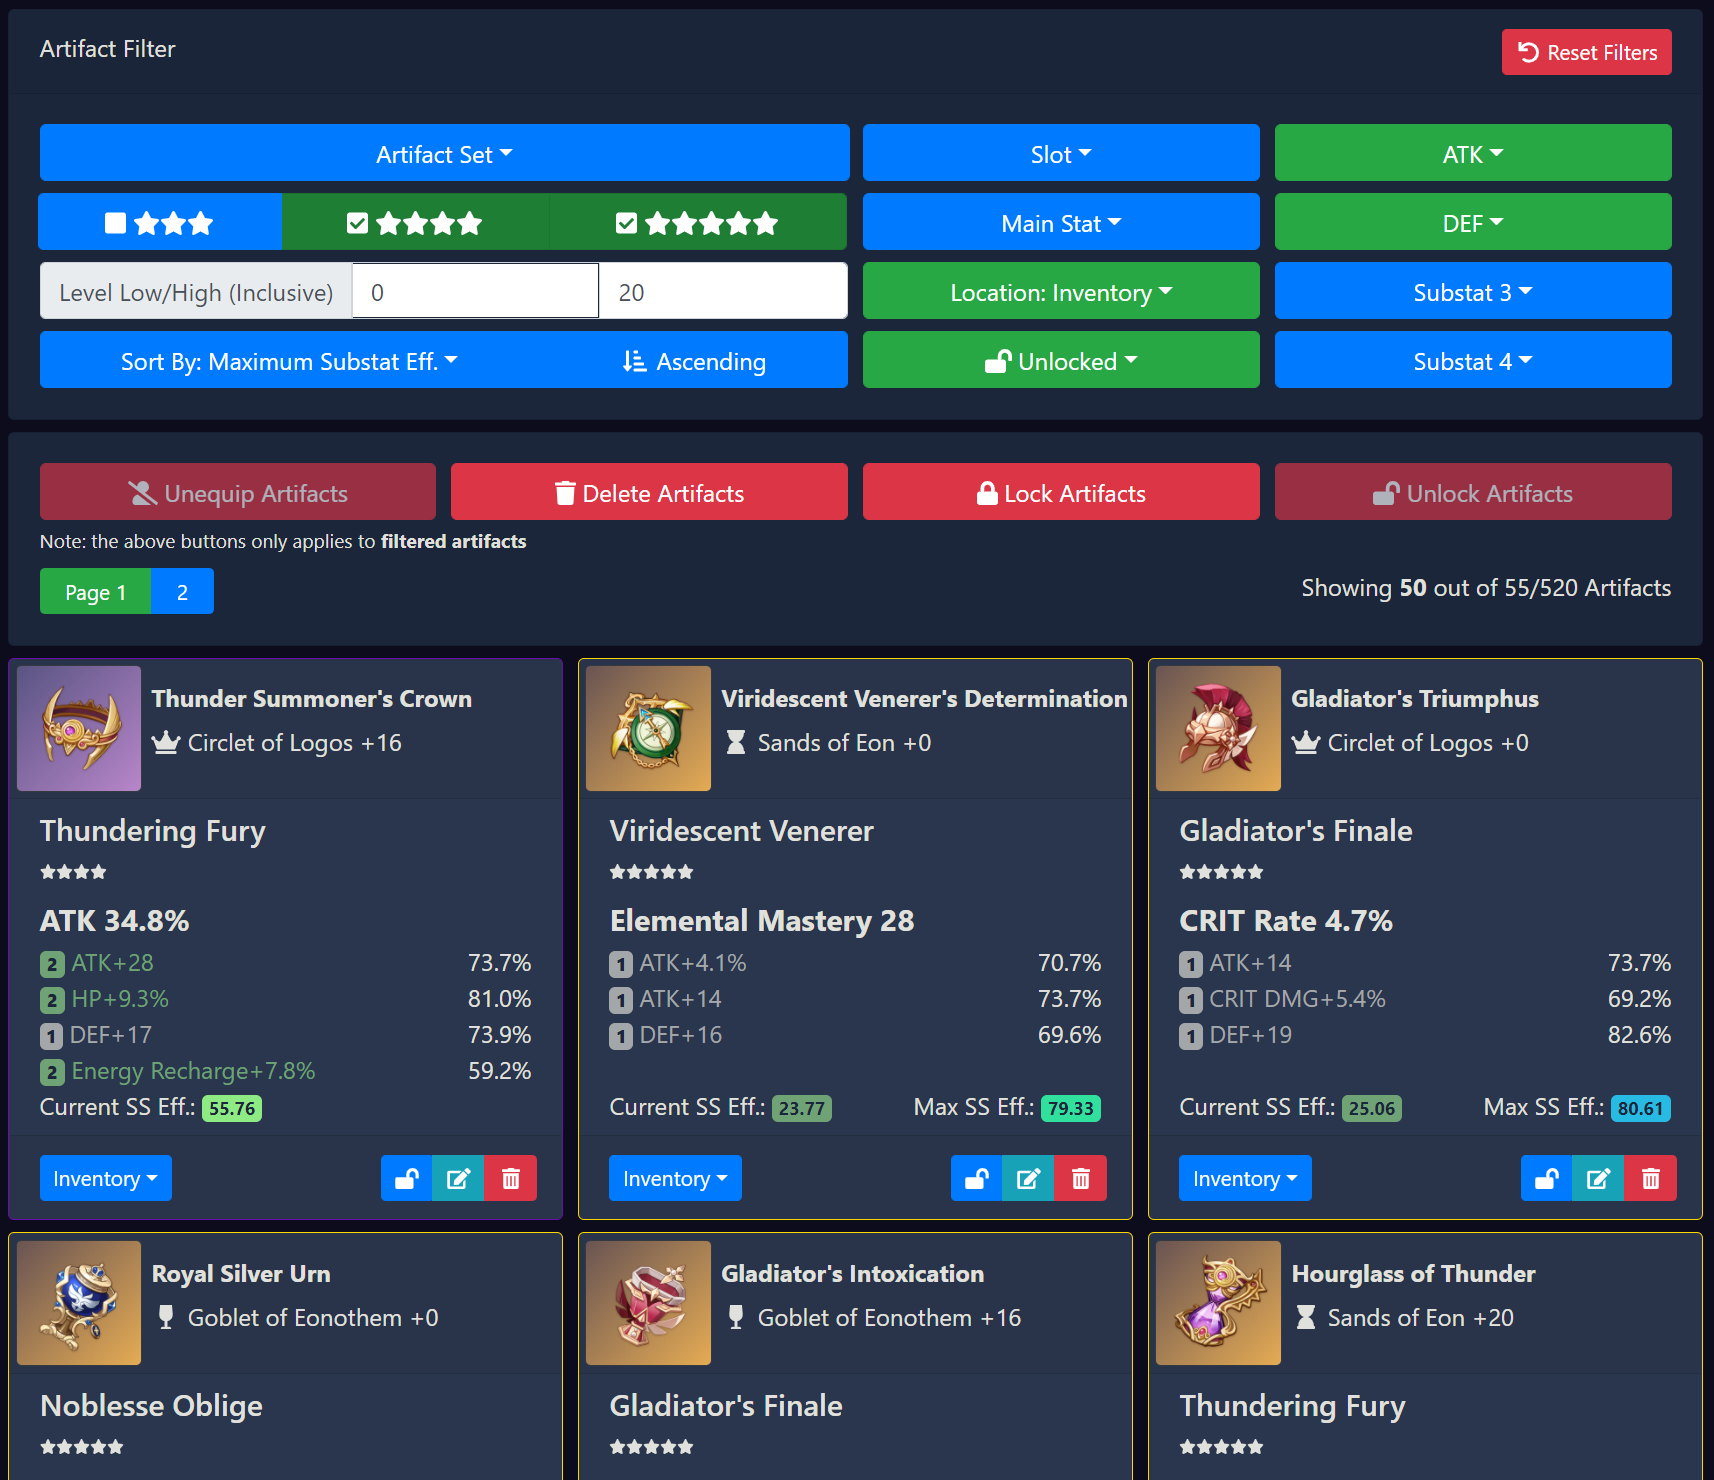 Artifact Filter
Reset Filters
Artifact Set
Slot
ATK
Main Stat
DEF
Level Low/High (Inclusive) 0 20
Location: Inventory
Substat 3
Sort By: Maximum Substat Eff.
Ascending
Unlocked
Substat 4
Unequip Artifacts
Delete Artifacts
Lock Artifacts
Unlock Artifacts
Note: the above buttons only applies to filtered artifacts
Page 1 2
Showing 50 out of 55/520 Artifacts
Thunder Summoner's Crown
Circlet of Logos +16
Thundering Fury
ATK 34.8%
2 ATK+28 73.7%
2 HP+9.3% 81.0%
1 DEF+17 73.9%
2 Energy Recharge+7.8% 59.2%
Current SS Eff.: 55.76
Inventory
Viridescent Venerer's Determination
Sands of Eon +0
Viridescent Venerer
Elemental Mastery 28
1 ATK+4.1% 70.7%
1 ATK+14 73.7%
1 DEF+16 69.6%
Current SS Eff.: 23.77 Max SS Eff.: 79.33
Inventory
Gladiator's Triumphus
Circlet of Logos +0
Gladiator's Finale
CRIT Rate 4.7%
1 ATK+14 73.7%
1 CRIT DMG+5.4% 69.2%
1 DEF+19 82.6%
Current SS Eff.: 25.06 Max SS Eff.: 80.61
Inventory
Royal Silver Urn
Goblet of Eonothem +0
Noblesse Oblige
Gladiator's Intoxication
Goblet of Eonothem +16
Gladiator's Finale
Hourglass of Thunder
Sands of Eon +20
Thundering Fury